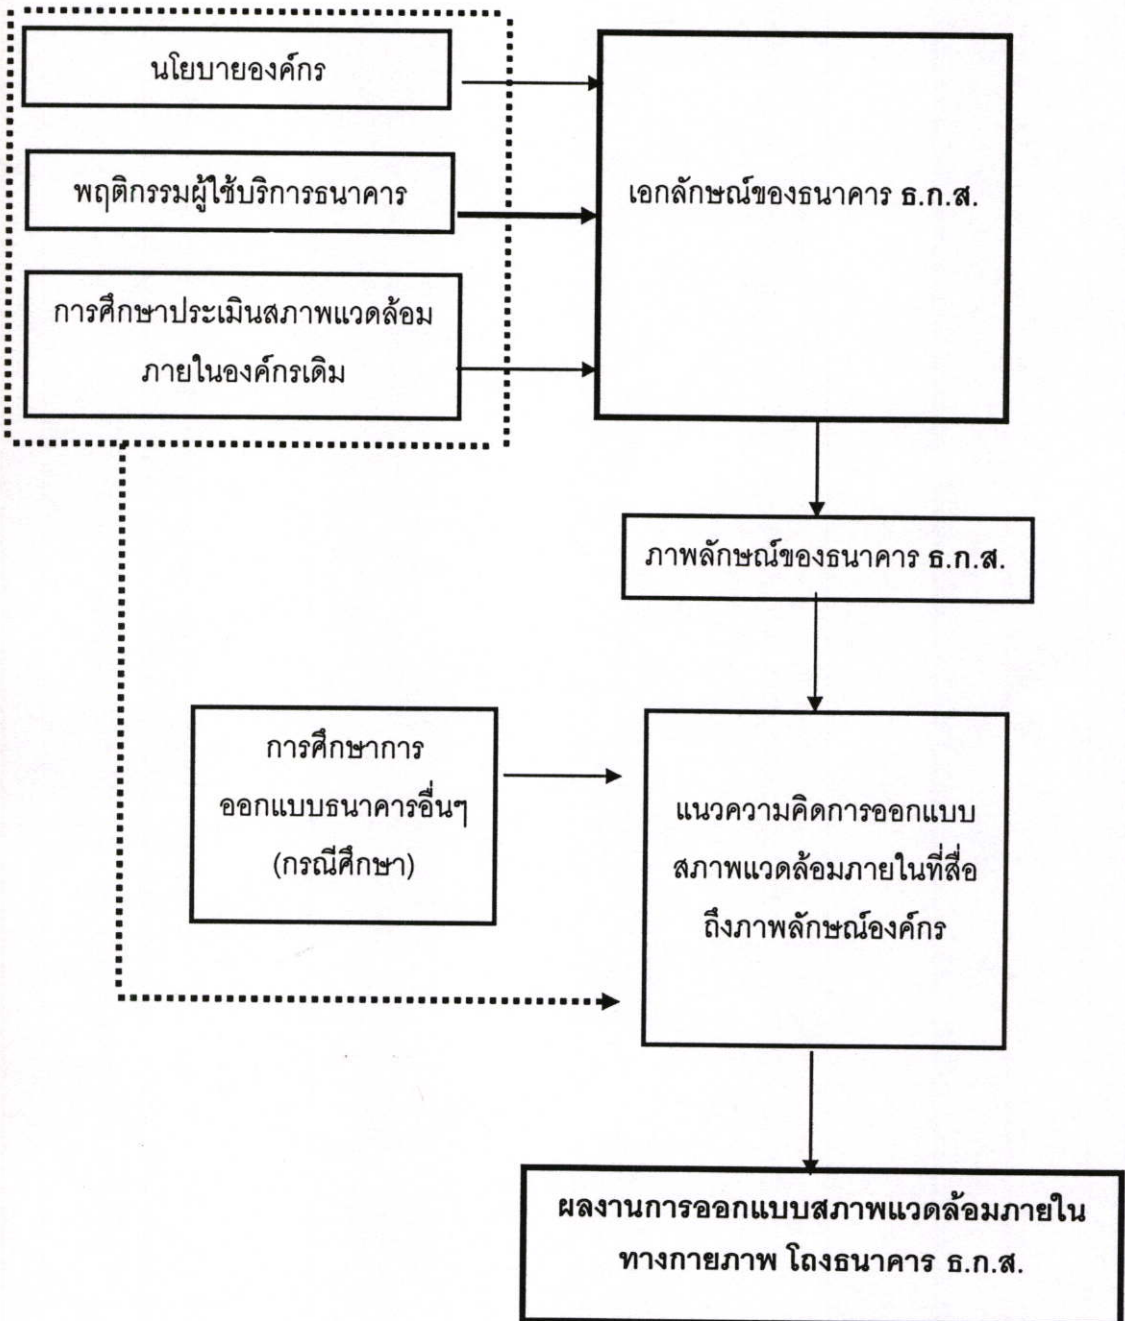 นโยบายองค์กร
พฤติกรรมผู้ใช้บริการธนาคาร
การศึกษาประเมินสภาพแวดล้อม
ภายในองค์กรเดิม
เอกลักษณ์ของธนาคาร ธ.ก.ส.
ภาพลักษณ์ของธนาคาร ธ.ก.ส.
การศึกษาการ
ออกแบบธนาคารอื่นๆ
(กรณีศึกษา)
แนวความคิดการออกแบบ
สภาพแวดล้อมภายในที่สื่อ
ถึงภาพลักษณ์องค์กร
ผลงานการออกแบบสภาพแวดล้อมภายใน
ทางกายภาพ โถงธนาคาร ธ.ก.ส.